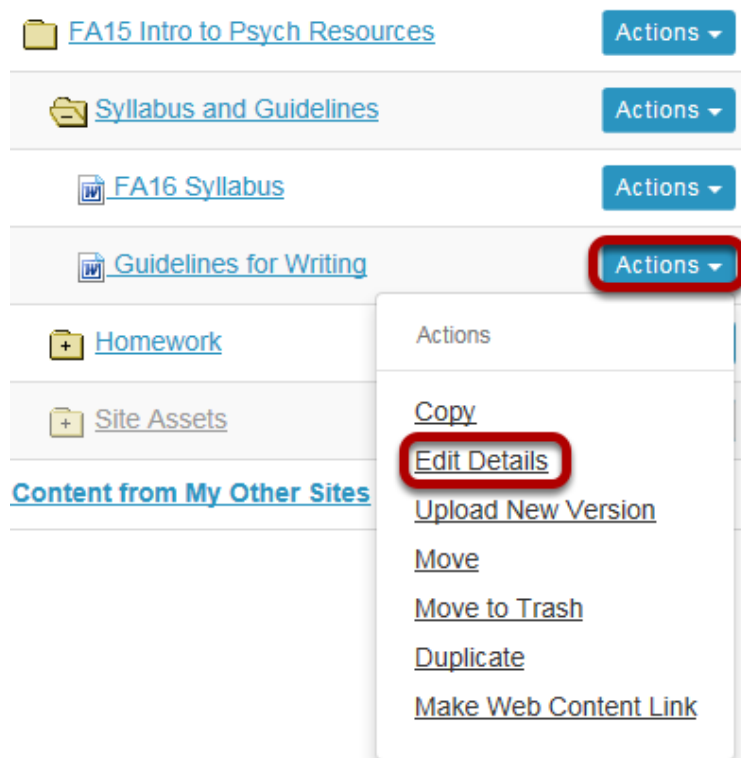 FA15 Intro to Psych Resources Actions
Syllabus and Guidelines Actions
FA16 Syllabus Actions
Guidelines for Writing Actions
Homework
Site Assets
Content from My Other Sites
Actions
Copy
Edit Details
Upload New Version
Move
Move to Trash
Duplicate
Make Web Content Link